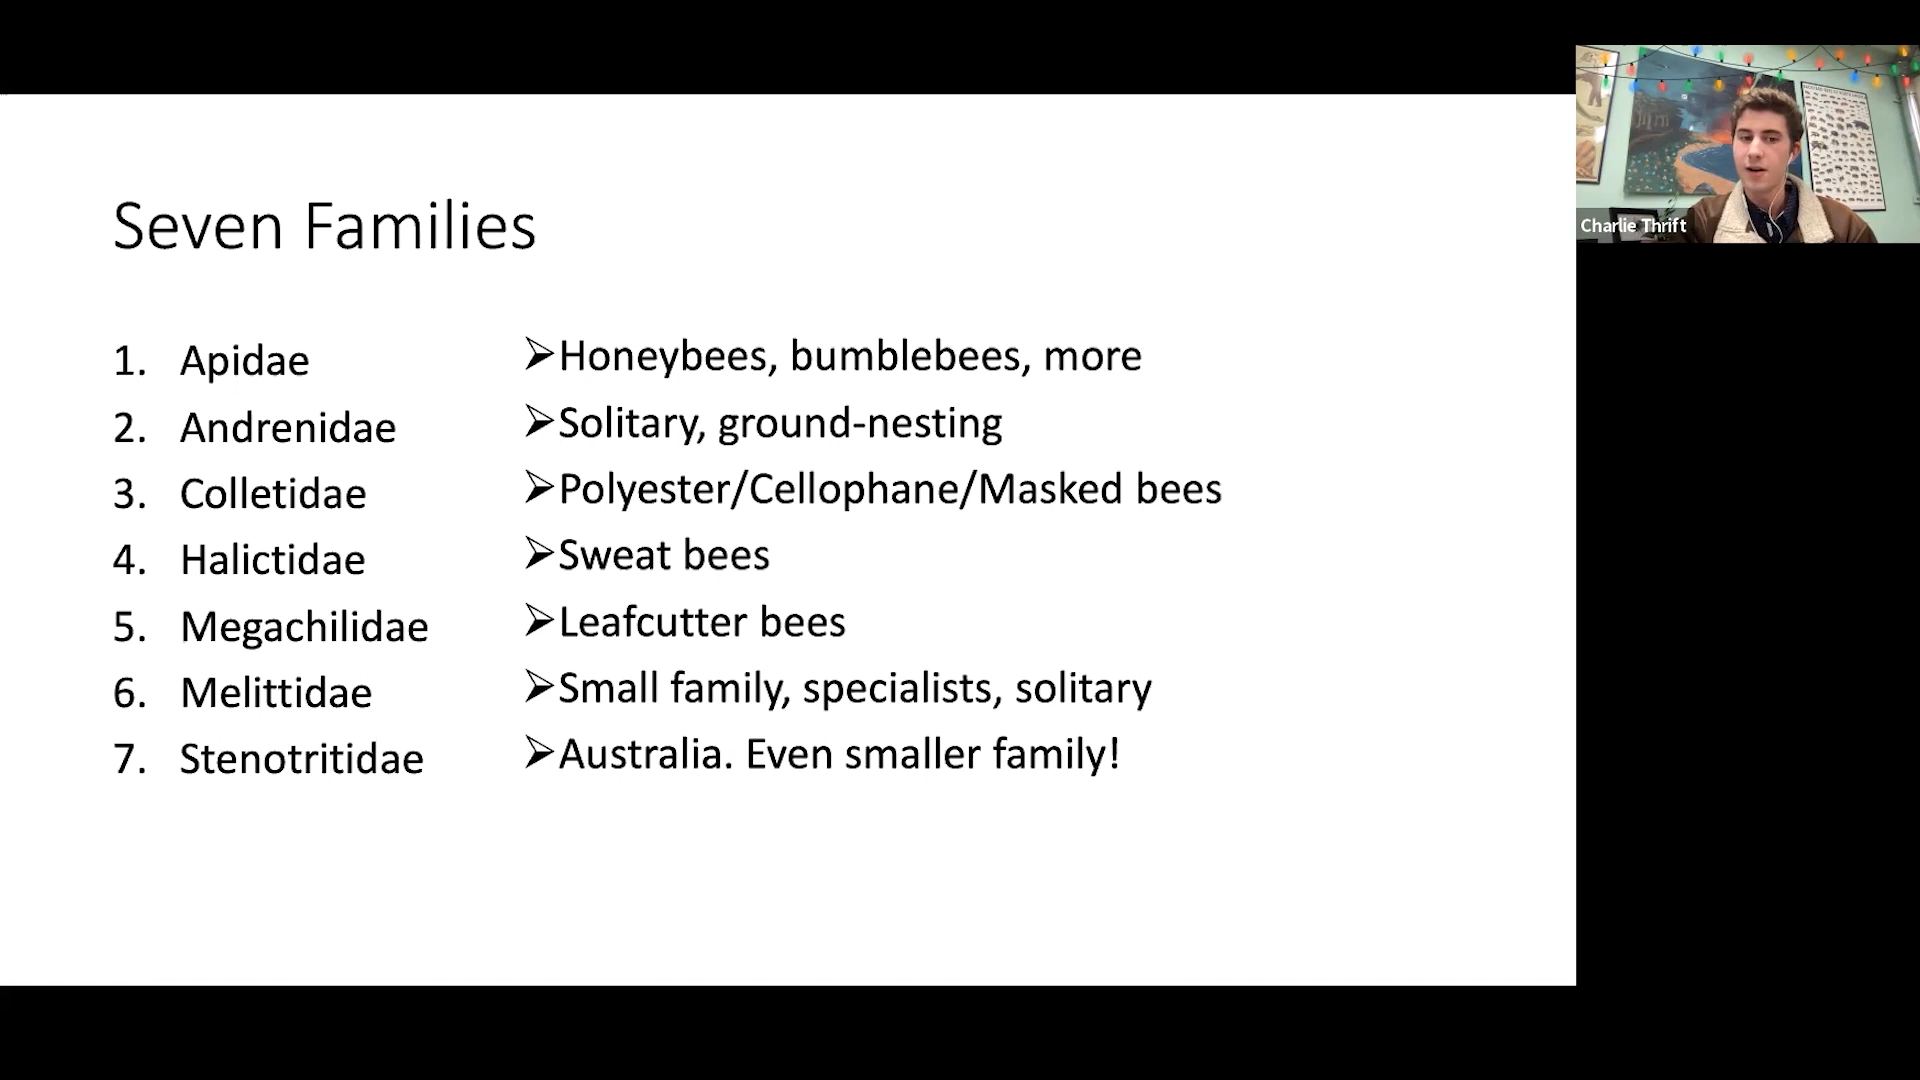 Seven Families
1. Apidae
➢Honeybees, bumblebees, more
2. Andrenidae
➢Solitary, ground-nesting
3. Colletidae
➢Polyester/Cellophane/Masked bees
4. Halictidae
➢Sweat bees
5. Megachilidae
➢Leafcutter bees
6. Melittidae
➢Small family, specialists, solitary
7. Stenotritidae
➢Australia. Even smaller family!
Charlie Thrift